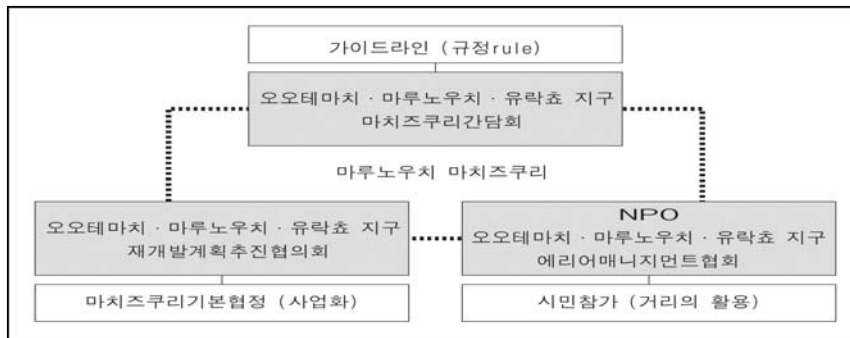 가이드라인 (규정rule)
오오테마치 · 마루노우치 · 유락쵸 지구
마치즈쿠리간담회
마루노우치 마치즈쿠리
오오테마치 · 마루노우치 · 유락쵸 지구
재개발계획추진협의회
마치즈쿠리기본협정 (사업화)
NPO
오오테마치 · 마루노우치 · 유락쵸 지구
에리어매니지먼트협회
시민참가 (거리의 활용)